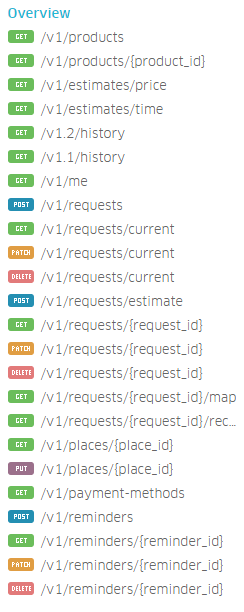 Overview
GET /v1/products
GET /v1/products/{product_id}
GET /v1/estimates/price
GET /v1/estimates/time
GET /v1.2/history
GET /v1.1/history
GET /v1/me
POST /v1/requests
GET /v1/requests/current
PATCH /v1/requests/current
DELETE /v1/requests/current
POST /v1/requests/estimate
GET /v1/requests/{request_id}
PATCH /v1/requests/{request_id}
DELETE /v1/requests/{request_id}
GET /v1/requests/{request_id}/map
GET /v1/requests/{request_id}/rec...
GET /v1/places/{place_id}
PUT /v1/places/{place_id}
GET /v1/payment-methods
POST /v1/reminders
GET /v1/reminders/{reminder_id}
PATCH /v1/reminders/{reminder_id}
DELETE /v1/reminders/{reminder_id}